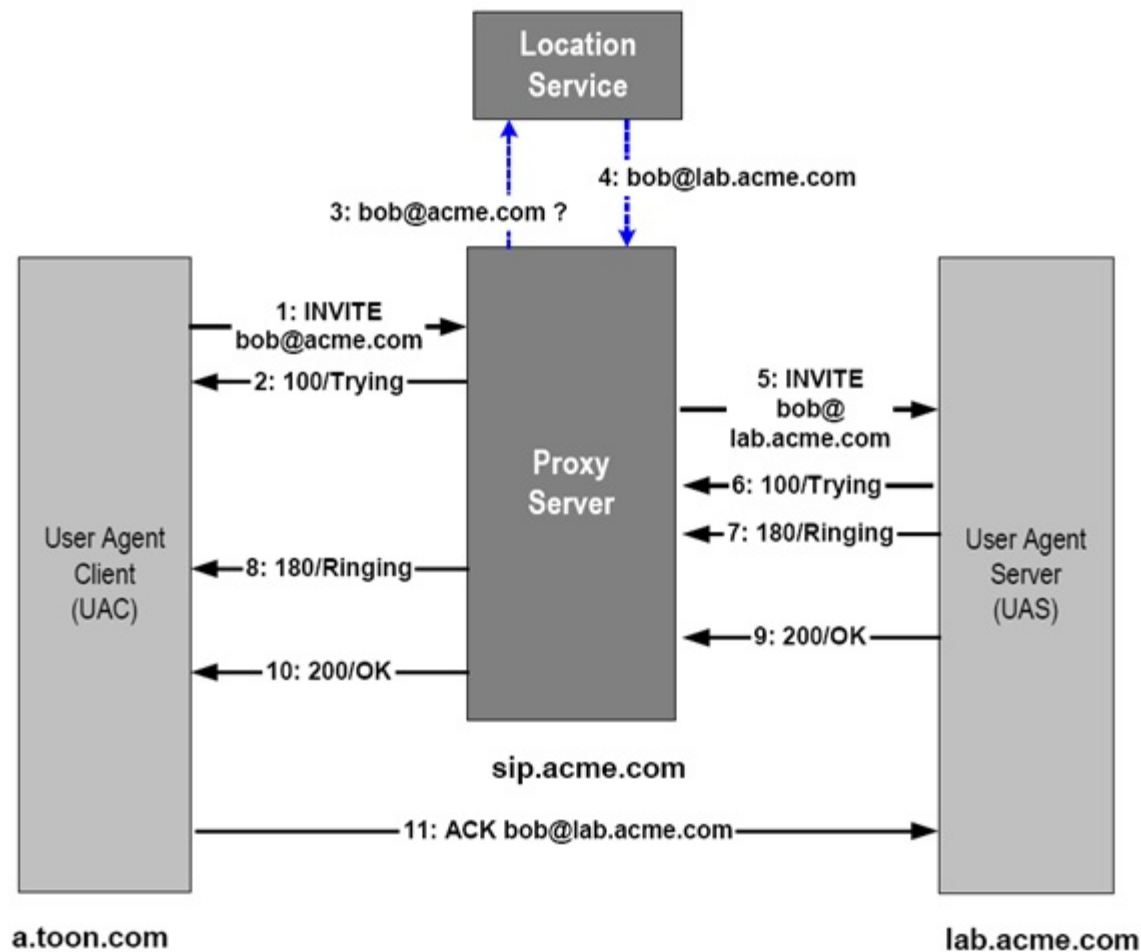 Location
Service
4: bob@lab.acme.com
3: bob@acme.com ?
1: INVITE
bob@acme.com
2: 100/Trying
5: INVITE
bob@
lab.acme.com
Proxy
Server
6: 100/Trying
7: 180/Ringing
User Agent
Client
(UAC)
8: 180/Ringing
User Agent
Server
(UAS)
9: 200/OK
10: 200/OK
sip.acme.com
11: ACK bob@lab.acme.com
a.toon.com
lab.acme.com